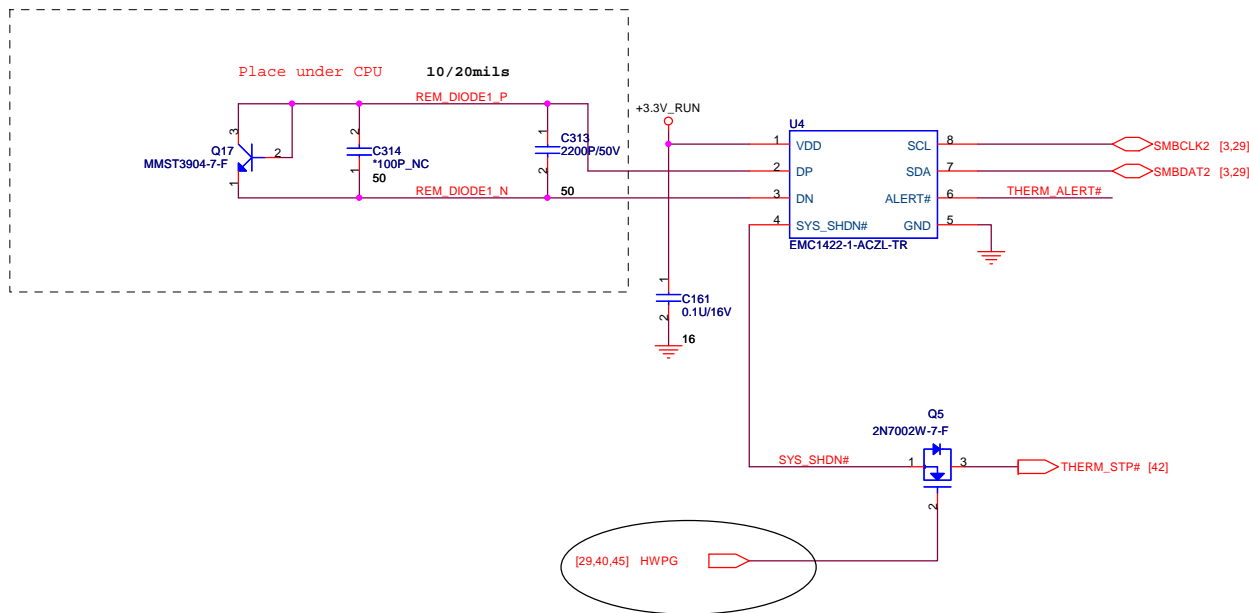 Place under CPU 10/20mils
REM_DIODE1_P
+3.3V_RUN
3
2
Q17
MMST3904-7-F
1
2
C314
*100P_NC
1
50
1
C313
2200P/50V
2
50
REM_DIODE1_N
U4
1 VDD SCL 8 SMBCLK2 [3,29]
2 DP SDA 7 SMBDAT2 [3,29]
3 DN ALERT# 6 THERM_ALERT#
4 SYS_SHDN# GND 5
EMC1422-1-ACZL-TR
1
C161
0.1U/16V
2
16
Q5
2N7002W-7-F
SYS_SHDN# 1 3 THERM_STP# [42]
2
[29,40,45] HWPG